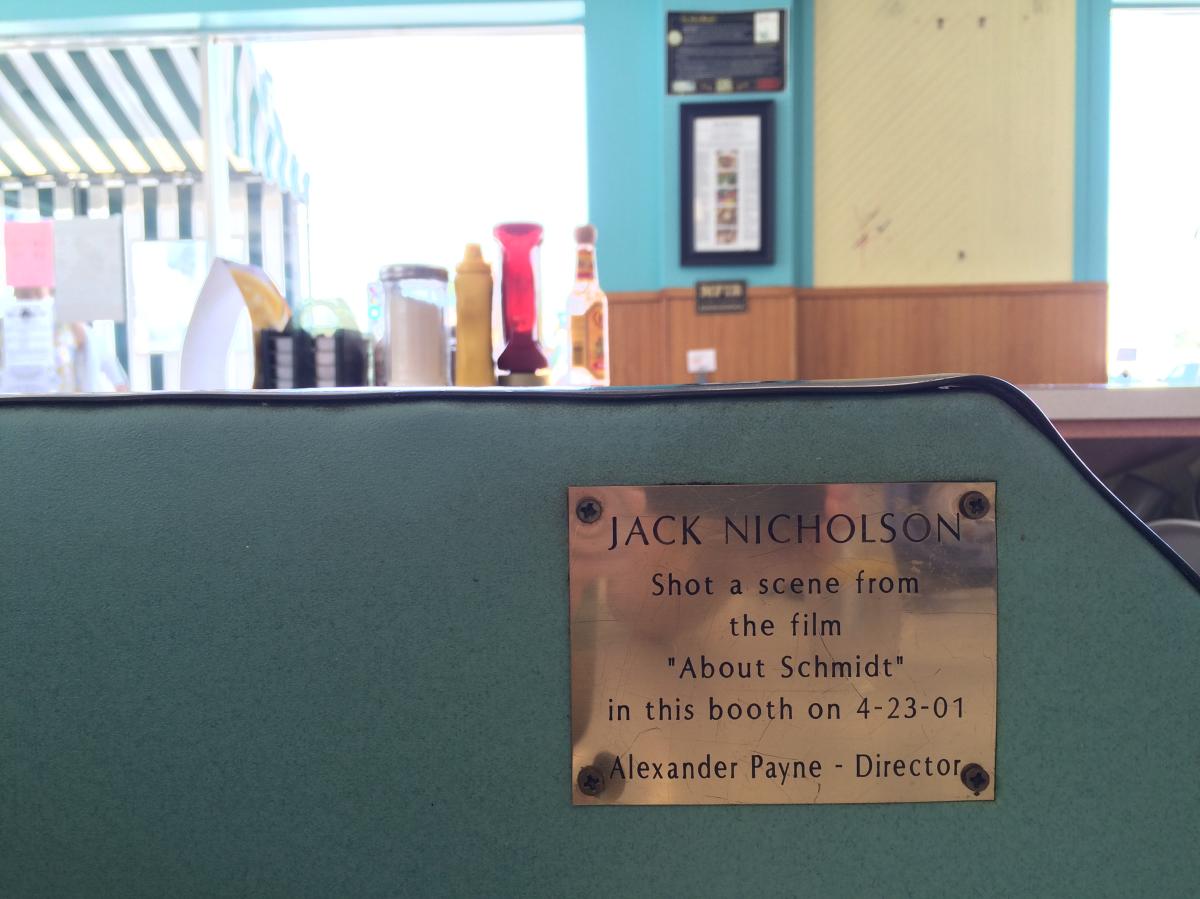 JACK NICHOLSON
Shot a scene from
the film
"About Schmidt"
in this booth on 4-23-01
Alexander Payne - Director